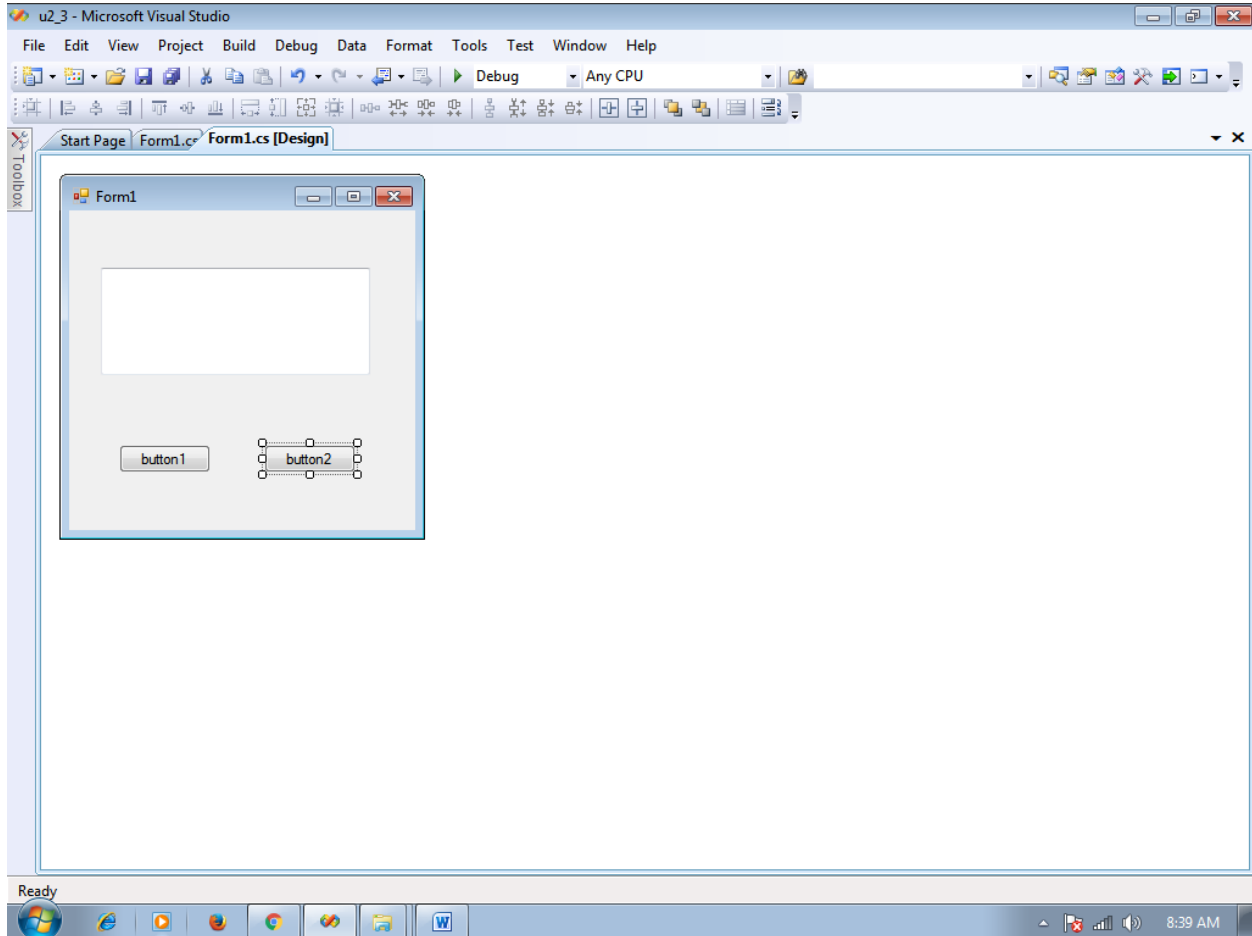 u2_3 - Microsoft Visual Studio
File Edit View Project Build Debug Data Format Tools Test Window Help
Debug Any CPU
Start Page Form1.cs Form1.cs [Design]
Toolbox
Form1
button1 button2
Ready
W
8:39 AM